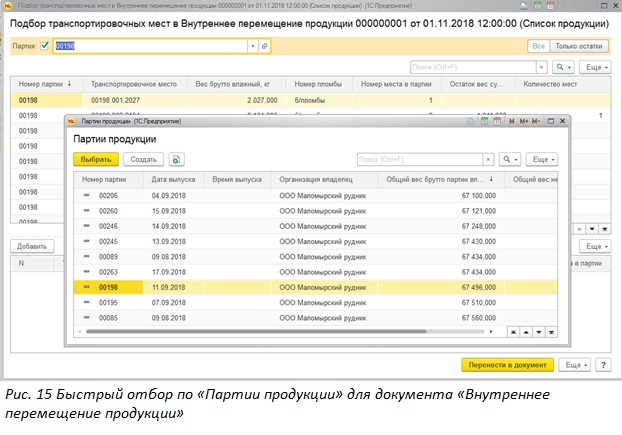 Подбор транспортировочных мест в Внутреннее перемещение продукции 000000001 от 01.11.2018 12:00:00 (Список продукции) (1С:Предприятие)
Подбор транспортировочных мест в Внутреннее перемещение продукции 000000001 от 01.11.2018 12:00:00 (Список продукции)
Партия: 00198 Все Только остатки
Поиск (Ctrl+F) × Еще
Номер партии ↓ Транспортировочное место Вес брутто влажный, кг Номер пломбы Номер места в партии Остаток вес су... Количество мест
00198 00198.001.2027 2 027,000 б/пломбы 1
00198
00198
00198
00198
00198
00198
00198
00198
Партии продукции (1С:Предприятие) M M+ M-
Партии продукции
Выбрать Создать Поиск (Ctrl+F) × Еще
Номер партии Дата выпуска Время выпуска Организация владелец Общий вес брутто партии вл... ↓ Общий вес не
00206 04.09.2018 ООО Маломырский рудник 67 100,000
00260 15.09.2018 ООО Маломырский рудник 67 121,000
00246 14.09.2018 ООО Маломырский рудник 67 248,000
00245 13.09.2018 ООО Маломырский рудник 67 430,000
00089 09.08.2018 ООО Маломырский рудник 67 434,000
00263 17.09.2018 ООО Маломырский рудник 67 434,000
00198 11.09.2018 ООО Маломырский рудник 67 496,000
00195 07.09.2018 ООО Маломырский рудник 67 510,000
00085 09.08.2018 ООО Маломырский рудник 67 560,000
Добавить Еще
N в партии
Перенести в документ Еще ?
Рис. 15 Быстрый отбор по «Партии продукции» для документа «Внутреннее
перемещение продукции»